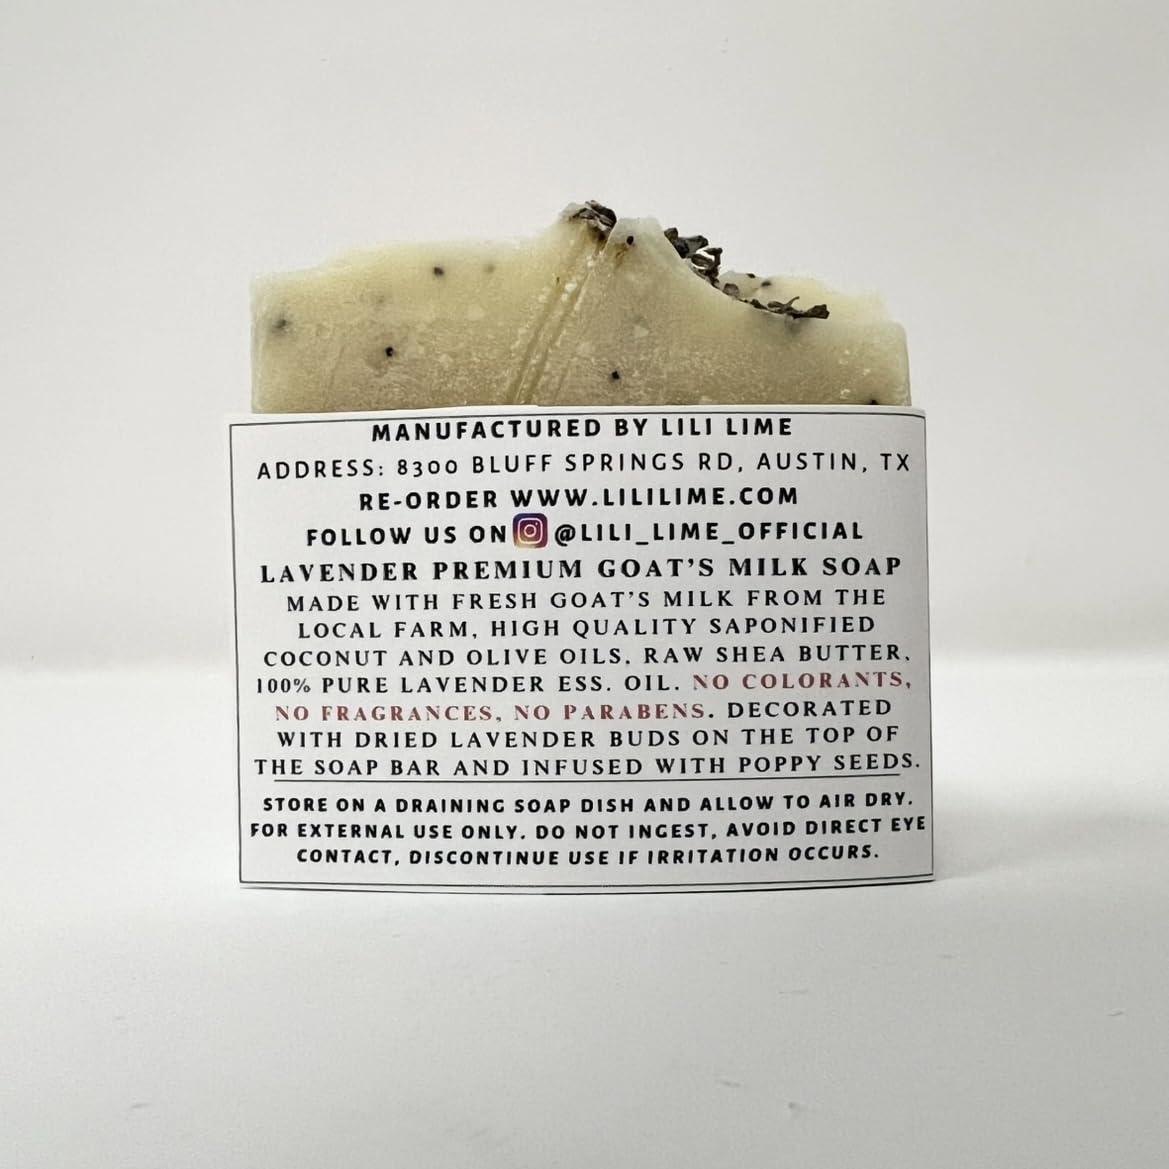 MANUFACTURED BY LILI LIME
ADDRESS: 8300 BLUFF SPRINGS RD, AUSTIN, TX
RE-ORDER WWW.LILILIME.COM
FOLLOW US ON @LILI_LIME_OFFICIAL
LAVENDER PREMIUM GOAT'S MILK SOAP
MADE WITH FRESH GOAT'S MILK FROM THE
LOCAL FARM, HIGH QUALITY SAPONIFIED
COCONUT AND OLIVE OILS, RAW SHEA BUTTER,
100% PURE LAVENDER ESS. OIL. NO COLORANTS,
NO FRAGRANCES, NO PARABENS. DECORATED
WITH DRIED LAVENDER BUDS ON THE TOP OF
THE SOAP BAR AND INFUSED WITH POPPY SEEDS.
STORE ON A DRAINING SOAP DISH AND ALLOW TO AIR DRY.
FOR EXTERNAL USE ONLY. DO NOT INGEST, AVOID DIRECT EYE
CONTACT, DISCONTINUE USE IF IRRITATION OCCURS.